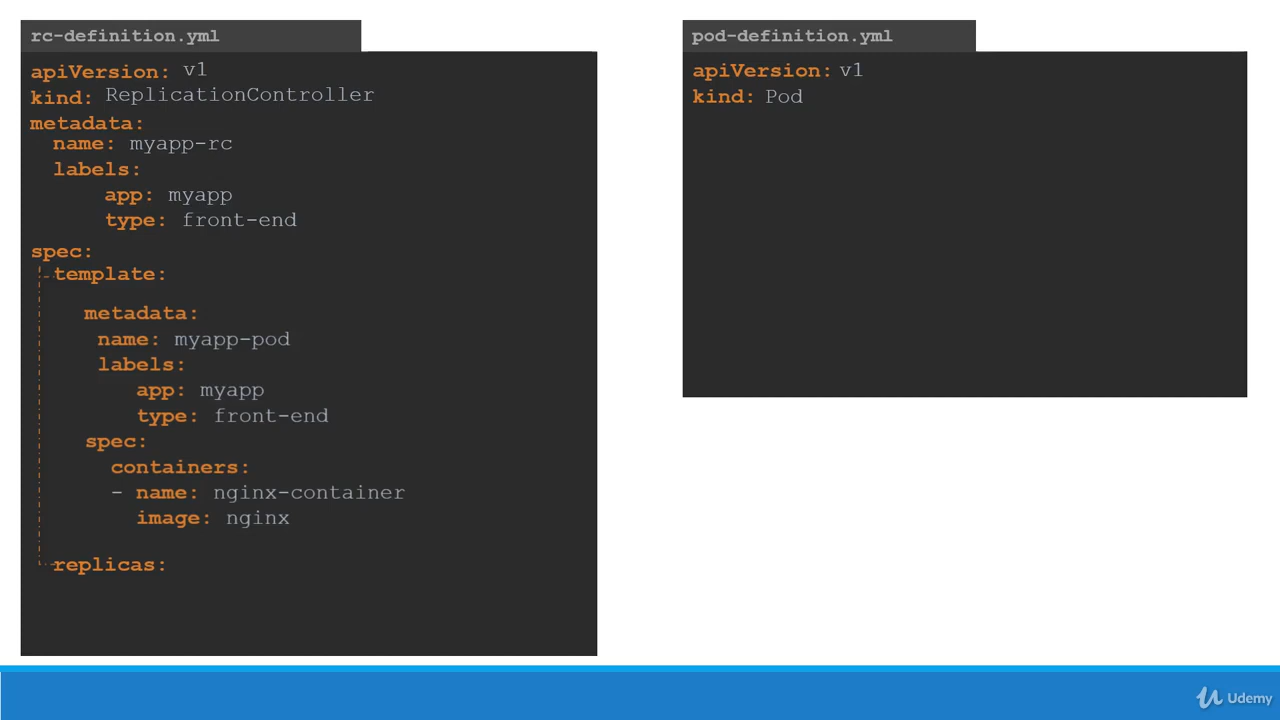 rc-definition.yml
apiVersion: v1
kind: ReplicationController
metadata:
name: myapp-rc
labels:
app: myapp
type: front-end
spec:
template:
metadata:
name: myapp-pod
labels:
app: myapp
type: front-end
spec:
containers:
- name: nginx-container
image: nginx
replicas:
pod-definition.yml
apiVersion: v1
kind: Pod
Udemy